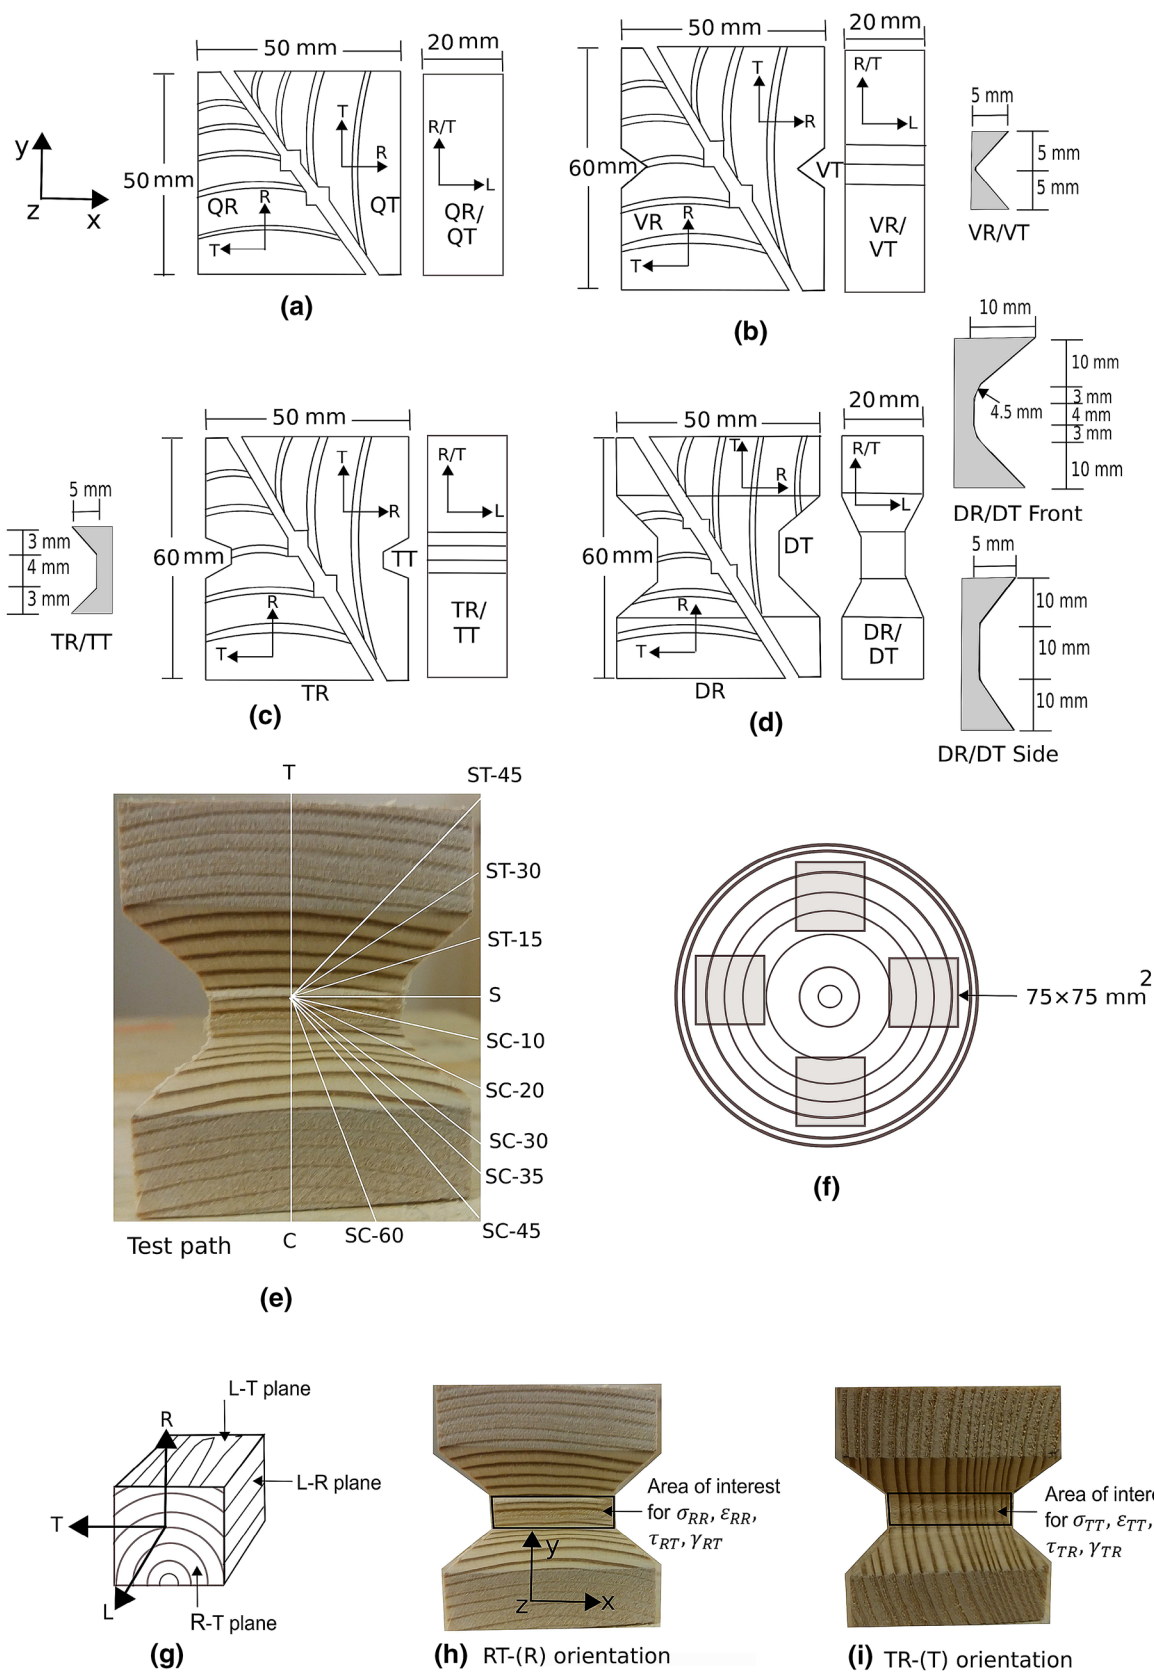 50 mm
20 mm
50 mm
y
z
x
R/T
L
T
R
QR
R
T
QT
QR/
QT
(a)
50 mm
20 mm
60 mm
T
R
VT
VR
R
T
R/T
L
VR/
VT
(b)
5 mm
5 mm
5 mm
VR/VT
5 mm
3 mm
4 mm
3 mm
TR/TT
50 mm
60 mm
T
R
TT
R
T
TR
R/T
L
TR/
TT
(c)
50 mm
20 mm
60 mm
T
R
DT
R
T
DR
R/T
L
DR/
DT
(d)
10 mm
10 mm
3 mm
4 mm
3 mm
10 mm
4.5 mm
DR/DT Front
5 mm
10 mm
10 mm
10 mm
DR/DT Side
T
ST-45
ST-30
ST-15
S
SC-10
SC-20
SC-30
SC-35
SC-45
SC-60
C
Test path
(e)
75×75 mm²
(f)
L-T plane
R
L-R plane
T
L
R-T plane
(g)
Area of interest
for σRR, εRR,
τRT, γRT
y
z
x
(h) RT-(R) orientation
Area of inter
for σTT, εTT,
τTR, γTR
(i) TR-(T) orientation